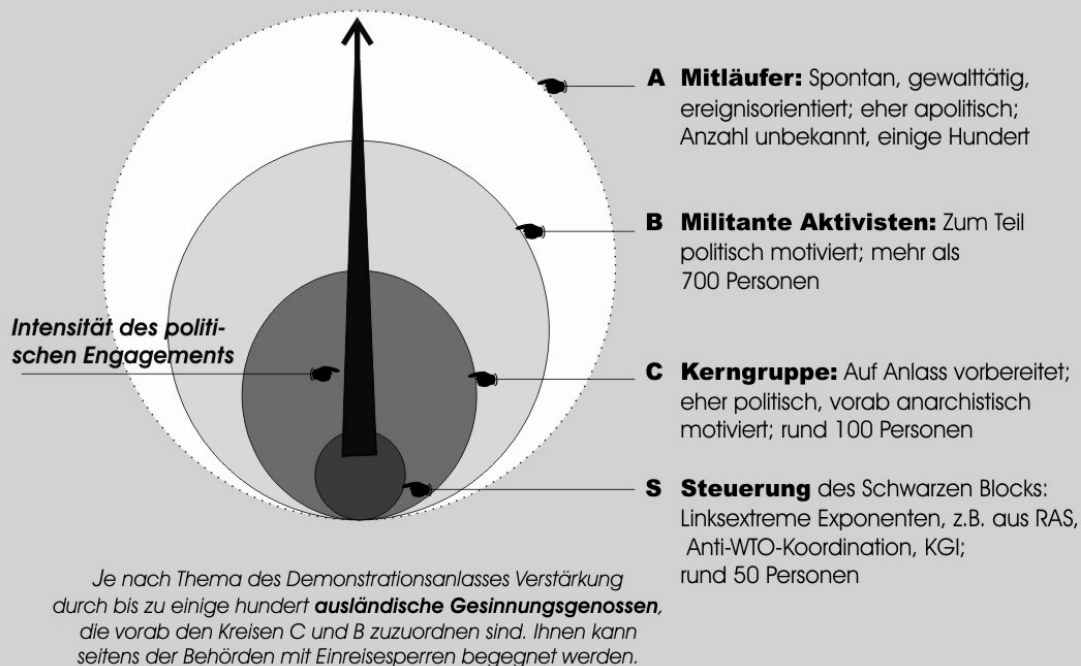 A Mitläufer: Spontan, gewalttätig,
ereignisorientiert; eher apolitisch;
Anzahl unbekannt, einige Hundert
B Militante Aktivisten: Zum Teil
politisch motiviert; mehr als
700 Personen
Intensität des politi-
schen Engagements
C Kerngruppe: Auf Anlass vorbereitet;
eher politisch, vorab anarchistisch
motiviert; rund 100 Personen
S Steuerung des Schwarzen Blocks:
Linksextreme Exponenten, z.B. aus RAS,
Anti-WTO-Koordination, KGI;
rund 50 Personen
Je nach Thema des Demonstrationsanlasses Verstärkung
durch bis zu einige hundert ausländische Gesinnungsgenossen,
die vorab den Kreisen C und B zuzuordnen sind. Ihnen kann
seitens der Behörden mit Einreisesperren begegnet werden.